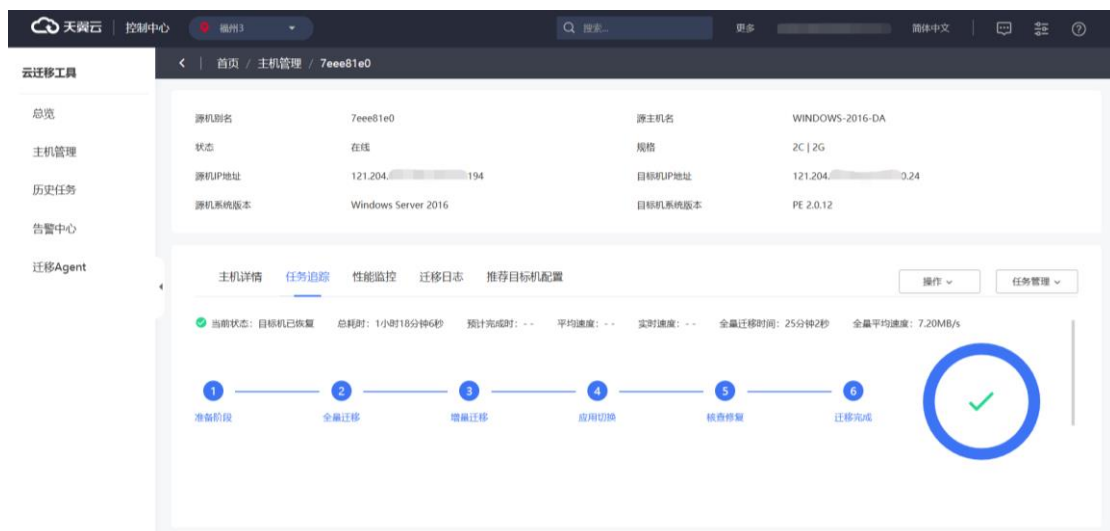 天翼云 | 控制中心 福州3 搜索... 更多 简体中文
云迁移工具
首页 / 主机管理 / 7eee81e0
总览
主机管理
历史任务
告警中心
迁移Agent
源机别名 7eee81e0 源主机名 WINDOWS-2016-DA
状态 在线 规格 2C | 2G
源机IP地址 121.204. 194 目标机IP地址 121.204. 0.24
源机系统版本 Windows Server 2016 目标机系统版本 PE 2.0.12
主机详情 任务追踪 性能监控 迁移日志 推荐目标机配置 操作 任务管理
当前状态：目标机已恢复 总耗时：1小时18分钟6秒 预计完成时：- - 平均速度：- - 实时速度：- - 全量迁移时间：25分钟2秒 全量平均速度：7.20MB/s
1 2 3 4 5 6
准备阶段 全量迁移 增量迁移 应用切换 核查修复 迁移完成